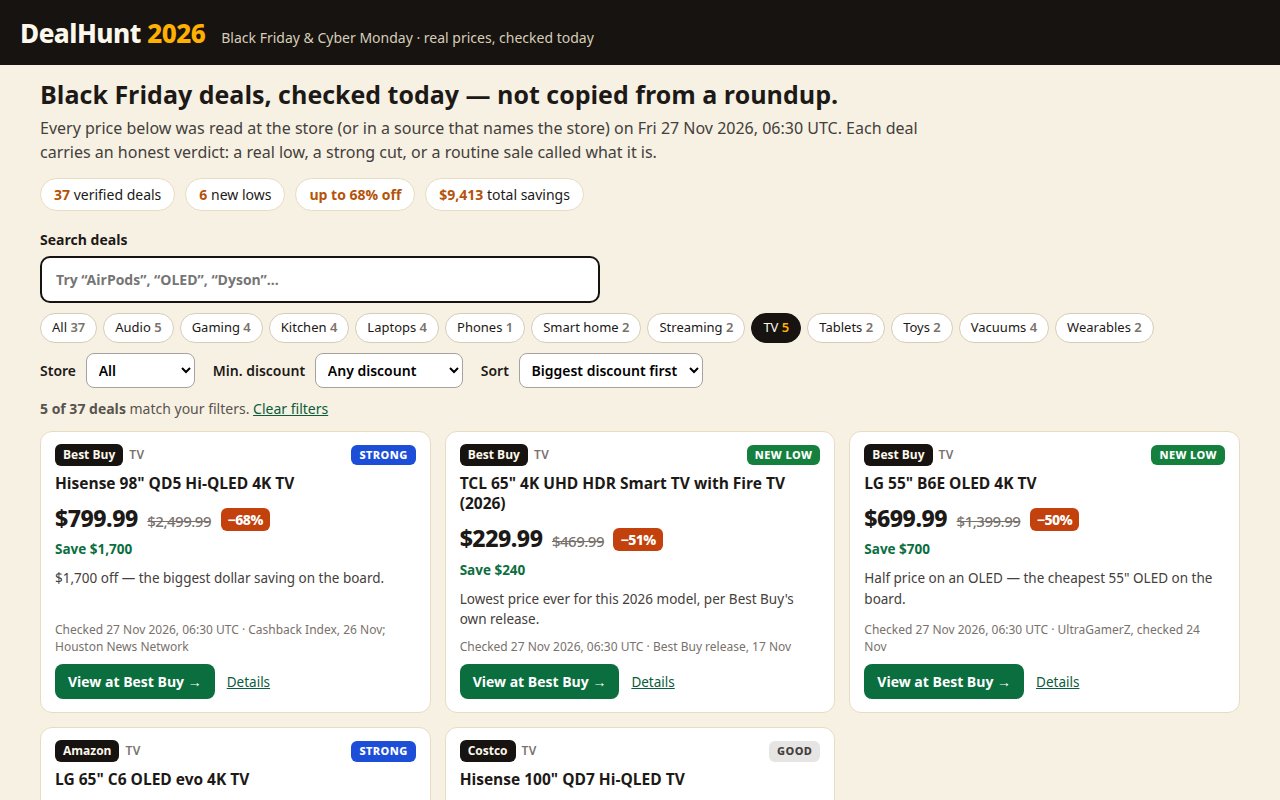 DealHunt 2026 Black Friday & Cyber Monday · real prices, checked today
Black Friday deals, checked today — not copied from a roundup.
Every price below was read at the store (or in a source that names the store) on Fri 27 Nov 2026, 06:30 UTC. Each deal
carries an honest verdict: a real low, a strong cut, or a routine sale called what it is.
37 verified deals 6 new lows up to 68% off $9,413 total savings
Search deals
Try “AirPods”, “OLED”, “Dyson”…
All 37 Audio 5 Gaming 4 Kitchen 4 Laptops 4 Phones 1 Smart home 2 Streaming 2 TV 5 Tablets 2 Toys 2 Vacuums 4 Wearables 2
Store All Min. discount Any discount Sort Biggest discount first
5 of 37 deals match your filters. Clear filters
Best Buy TV STRONG
Hisense 98" QD5 Hi-QLED 4K TV
$799.99 $2,499.99 −68%
Save $1,700
$1,700 off — the biggest dollar saving on the board.
Checked 27 Nov 2026, 06:30 UTC · Cashback Index, 26 Nov;
Houston News Network
View at Best Buy → Details
Best Buy TV NEW LOW
TCL 65" 4K UHD HDR Smart TV with Fire TV
(2026)
$229.99 $469.99 −51%
Save $240
Lowest price ever for this 2026 model, per Best Buy's
own release.
Checked 27 Nov 2026, 06:30 UTC · Best Buy release, 17 Nov
View at Best Buy → Details
Best Buy TV NEW LOW
LG 55" B6E OLED 4K TV
$699.99 $1,399.99 −50%
Save $700
Half price on an OLED — the cheapest 55" OLED on the
board.
Checked 27 Nov 2026, 06:30 UTC · UltraGamerZ, checked 24
Nov
View at Best Buy → Details
Amazon TV STRONG
LG 65" C6 OLED evo 4K TV
Costco TV GOOD
Hisense 100" QD7 Hi-QLED TV